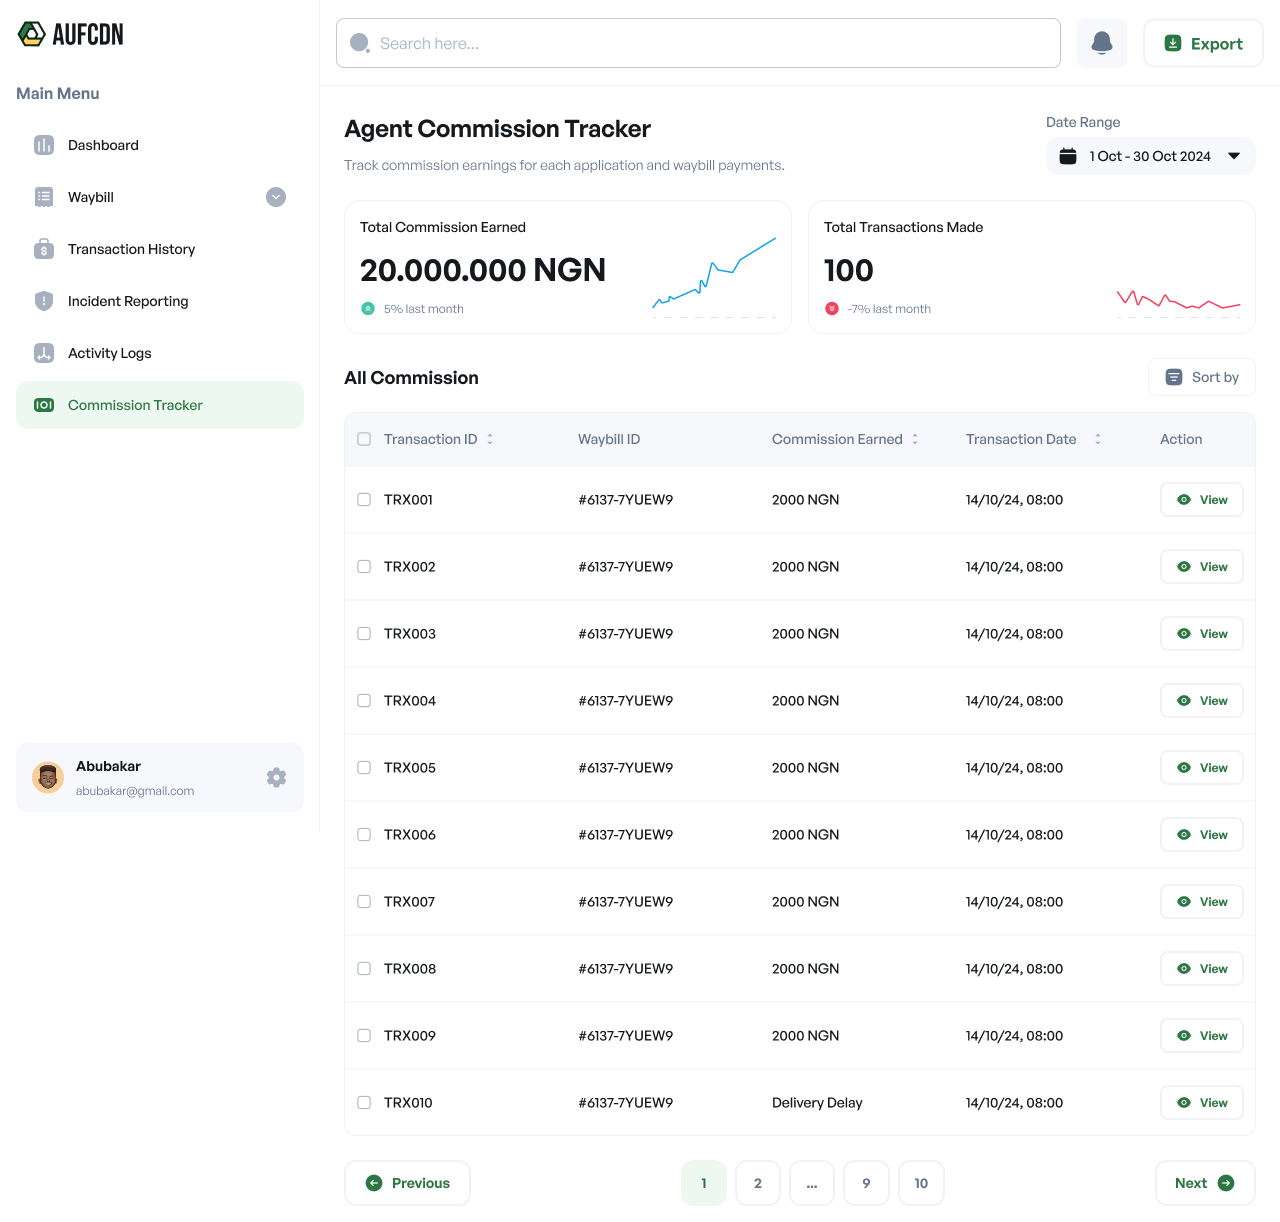 AUFCDN
Search here...
Export
Main Menu
Dashboard
Waybill
Transaction History
Incident Reporting
Activity Logs
Commission Tracker
Abubakar
abubakar@gmail.com
Agent Commission Tracker
Track commission earnings for each application and waybill payments.
Date Range
1 Oct - 30 Oct 2024
Total Commission Earned
20.000.000 NGN
5% last month
Total Transactions Made
100
-7% last month
All Commission
Sort by
Transaction ID Waybill ID Commission Earned Transaction Date Action
TRX001 #6137-7YUEW9 2000 NGN 14/10/24, 08:00 View
TRX002 #6137-7YUEW9 2000 NGN 14/10/24, 08:00 View
TRX003 #6137-7YUEW9 2000 NGN 14/10/24, 08:00 View
TRX004 #6137-7YUEW9 2000 NGN 14/10/24, 08:00 View
TRX005 #6137-7YUEW9 2000 NGN 14/10/24, 08:00 View
TRX006 #6137-7YUEW9 2000 NGN 14/10/24, 08:00 View
TRX007 #6137-7YUEW9 2000 NGN 14/10/24, 08:00 View
TRX008 #6137-7YUEW9 2000 NGN 14/10/24, 08:00 View
TRX009 #6137-7YUEW9 2000 NGN 14/10/24, 08:00 View
TRX010 #6137-7YUEW9 Delivery Delay 14/10/24, 08:00 View
Previous 1 2 ... 9 10 Next